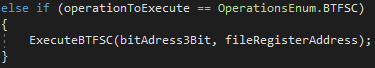 else if (operationToExecute == OperationsEnum.BTFSC)
{
ExecuteBTFSC(bitAdress3Bit, fileRegisterAddress);
}